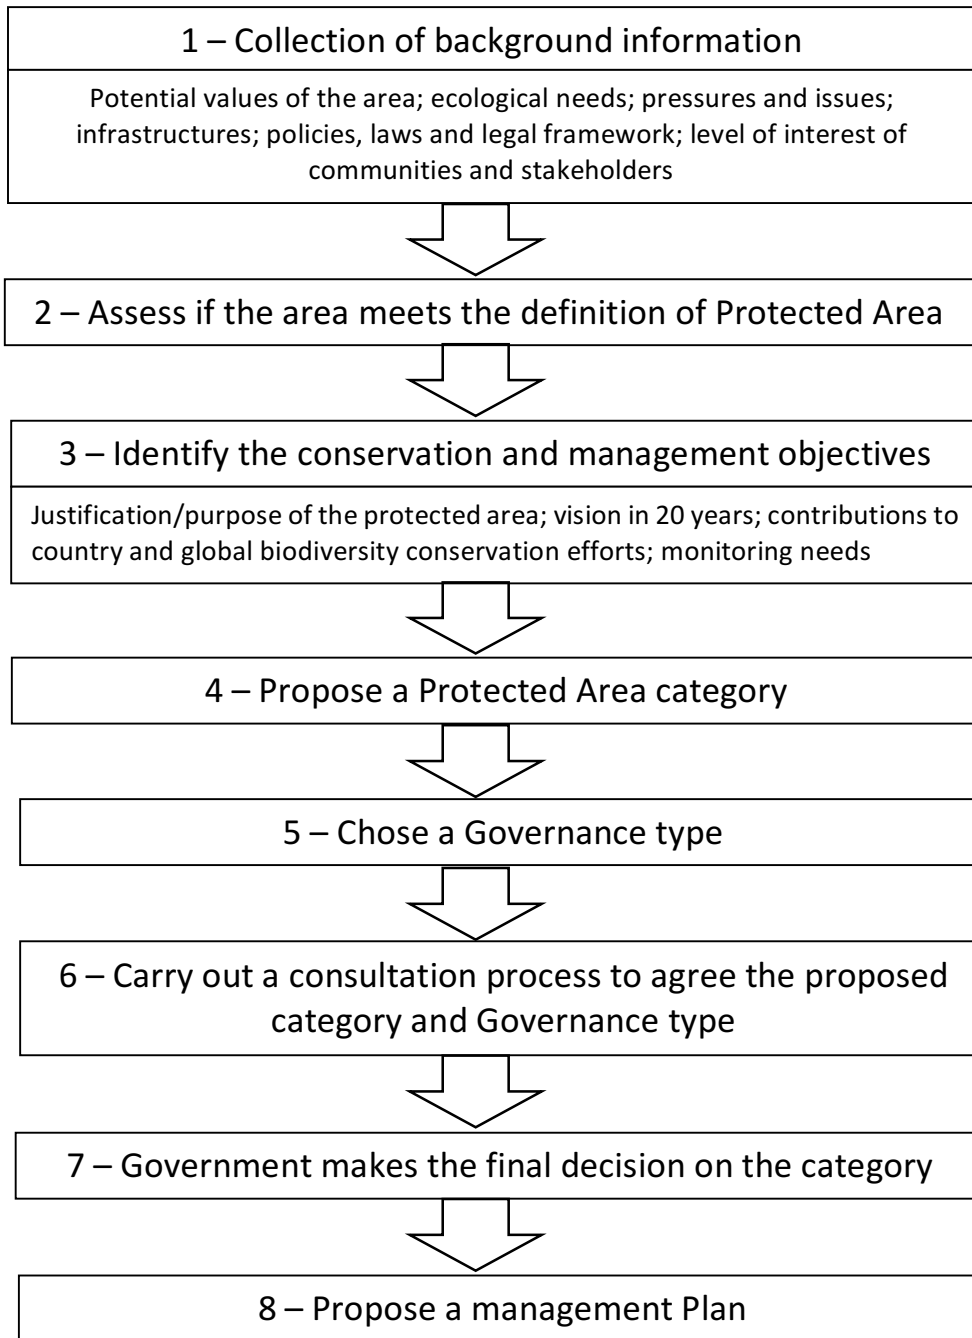 1 – Collection of background information
Potential values of the area; ecological needs; pressures and issues;
infrastructures; policies, laws and legal framework; level of interest of
communities and stakeholders
2 – Assess if the area meets the definition of Protected Area
3 – Identify the conservation and management objectives
Justification/purpose of the protected area; vision in 20 years; contributions to
country and global biodiversity conservation efforts; monitoring needs
4 – Propose a Protected Area category
5 – Chose a Governance type
6 – Carry out a consultation process to agree the proposed
category and Governance type
7 – Government makes the final decision on the category
8 – Propose a management Plan